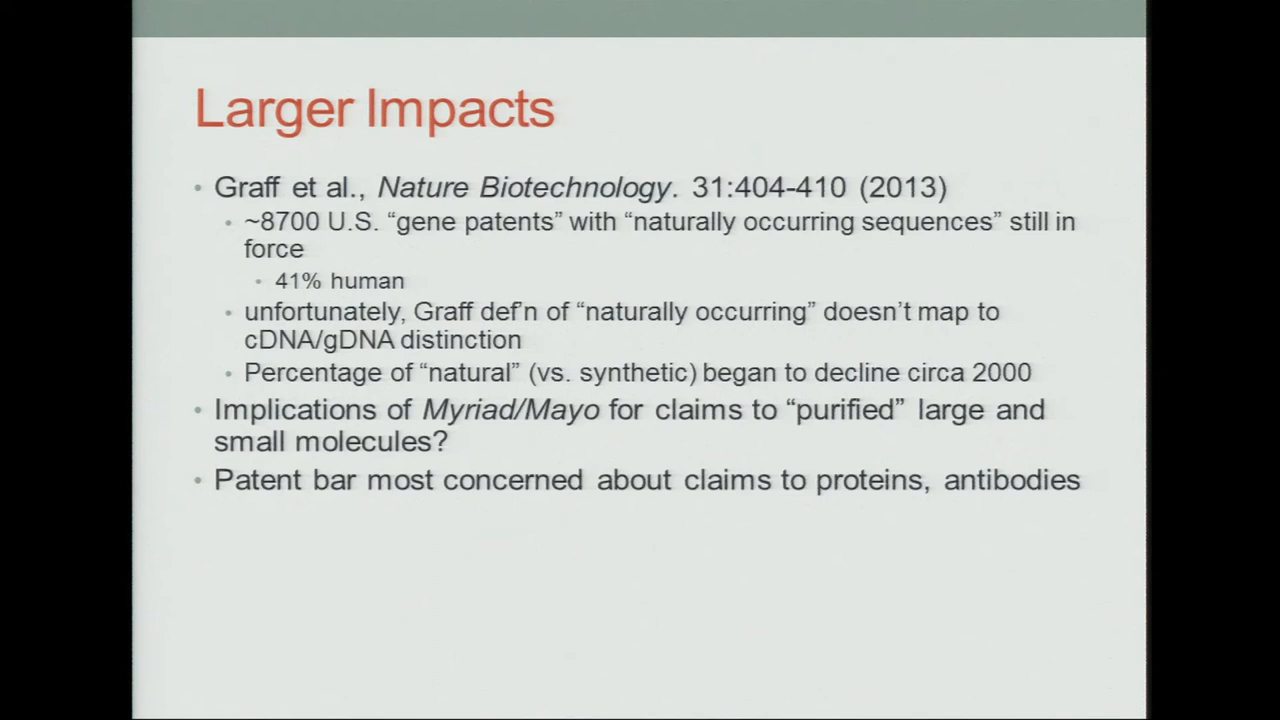 Larger Impacts
• Graff et al., Nature Biotechnology. 31:404-410 (2013)
• ~8700 U.S. “gene patents” with “naturally occurring sequences” still in
force
• 41% human
• unfortunately, Graff def’n of “naturally occurring” doesn’t map to
cDNA/gDNA distinction
• Percentage of “natural” (vs. synthetic) began to decline circa 2000
• Implications of Myriad/Mayo for claims to “purified” large and
small molecules?
• Patent bar most concerned about claims to proteins, antibodies